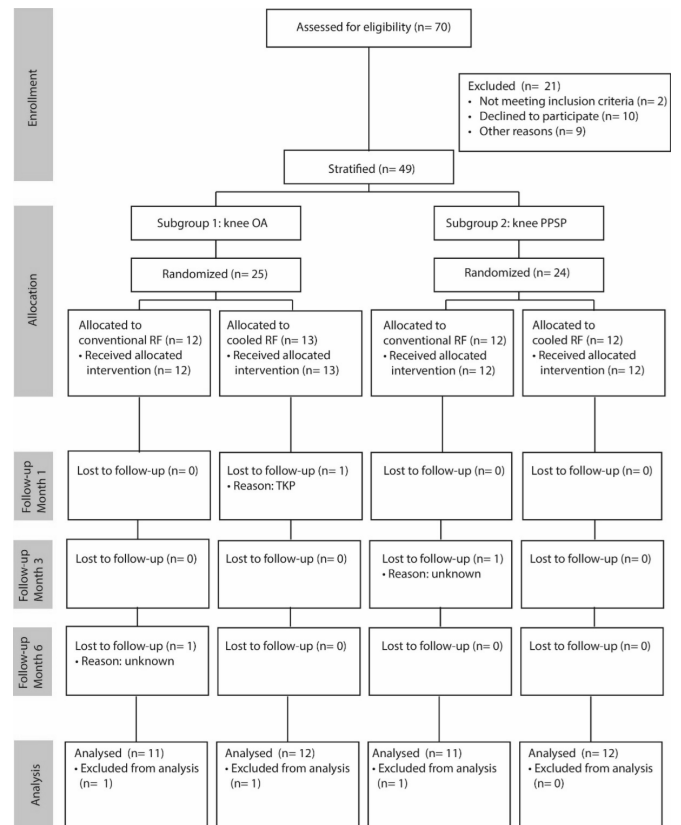 Enrollment
Assessed for eligibility (n= 70)
Excluded (n= 21)
• Not meeting inclusion criteria (n= 2)
• Declined to participate (n= 10)
• Other reasons (n= 9)
Stratified (n= 49)
Allocation
Subgroup 1: knee OA
Subgroup 2: knee PPSP
Randomized (n= 25)
Randomized (n= 24)
Allocated to
conventional RF (n= 12)
• Received allocated
intervention (n= 12)
Allocated to
cooled RF (n= 13)
• Received allocated
intervention (n= 13)
Allocated to
conventional RF (n= 12)
• Received allocated
intervention (n= 12)
Allocated to
cooled RF (n= 12)
• Received allocated
intervention (n= 12)
Follow-up
Month 1
Lost to follow-up (n= 0)
Lost to follow-up (n= 1)
• Reason: TKP
Lost to follow-up (n= 0)
Lost to follow-up (n= 0)
Follow-up
Month 3
Lost to follow-up (n= 0)
Lost to follow-up (n= 0)
Lost to follow-up (n= 1)
• Reason: unknown
Lost to follow-up (n= 0)
Follow-up
Month 6
Lost to follow-up (n= 1)
• Reason: unknown
Lost to follow-up (n= 0)
Lost to follow-up (n= 0)
Lost to follow-up (n= 0)
Analysis
Analysed (n= 11)
• Excluded from analysis
(n= 1)
Analysed (n= 12)
• Excluded from analysis
(n= 1)
Analysed (n= 11)
• Excluded from analysis
(n= 1)
Analysed (n= 12)
• Excluded from analysis
(n= 0)